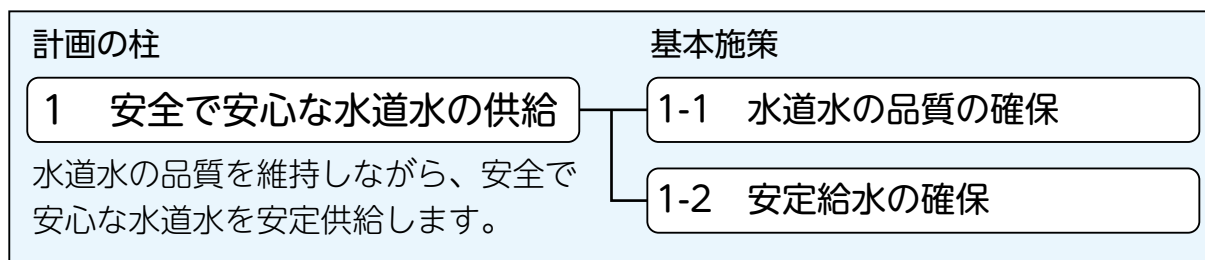 計画の柱
基本施策
1　安全で安心な水道水の供給
1-1　水道水の品質の確保
水道水の品質を維持しながら、安全で
安心な水道水を安定供給します。
1-2　安定給水の確保